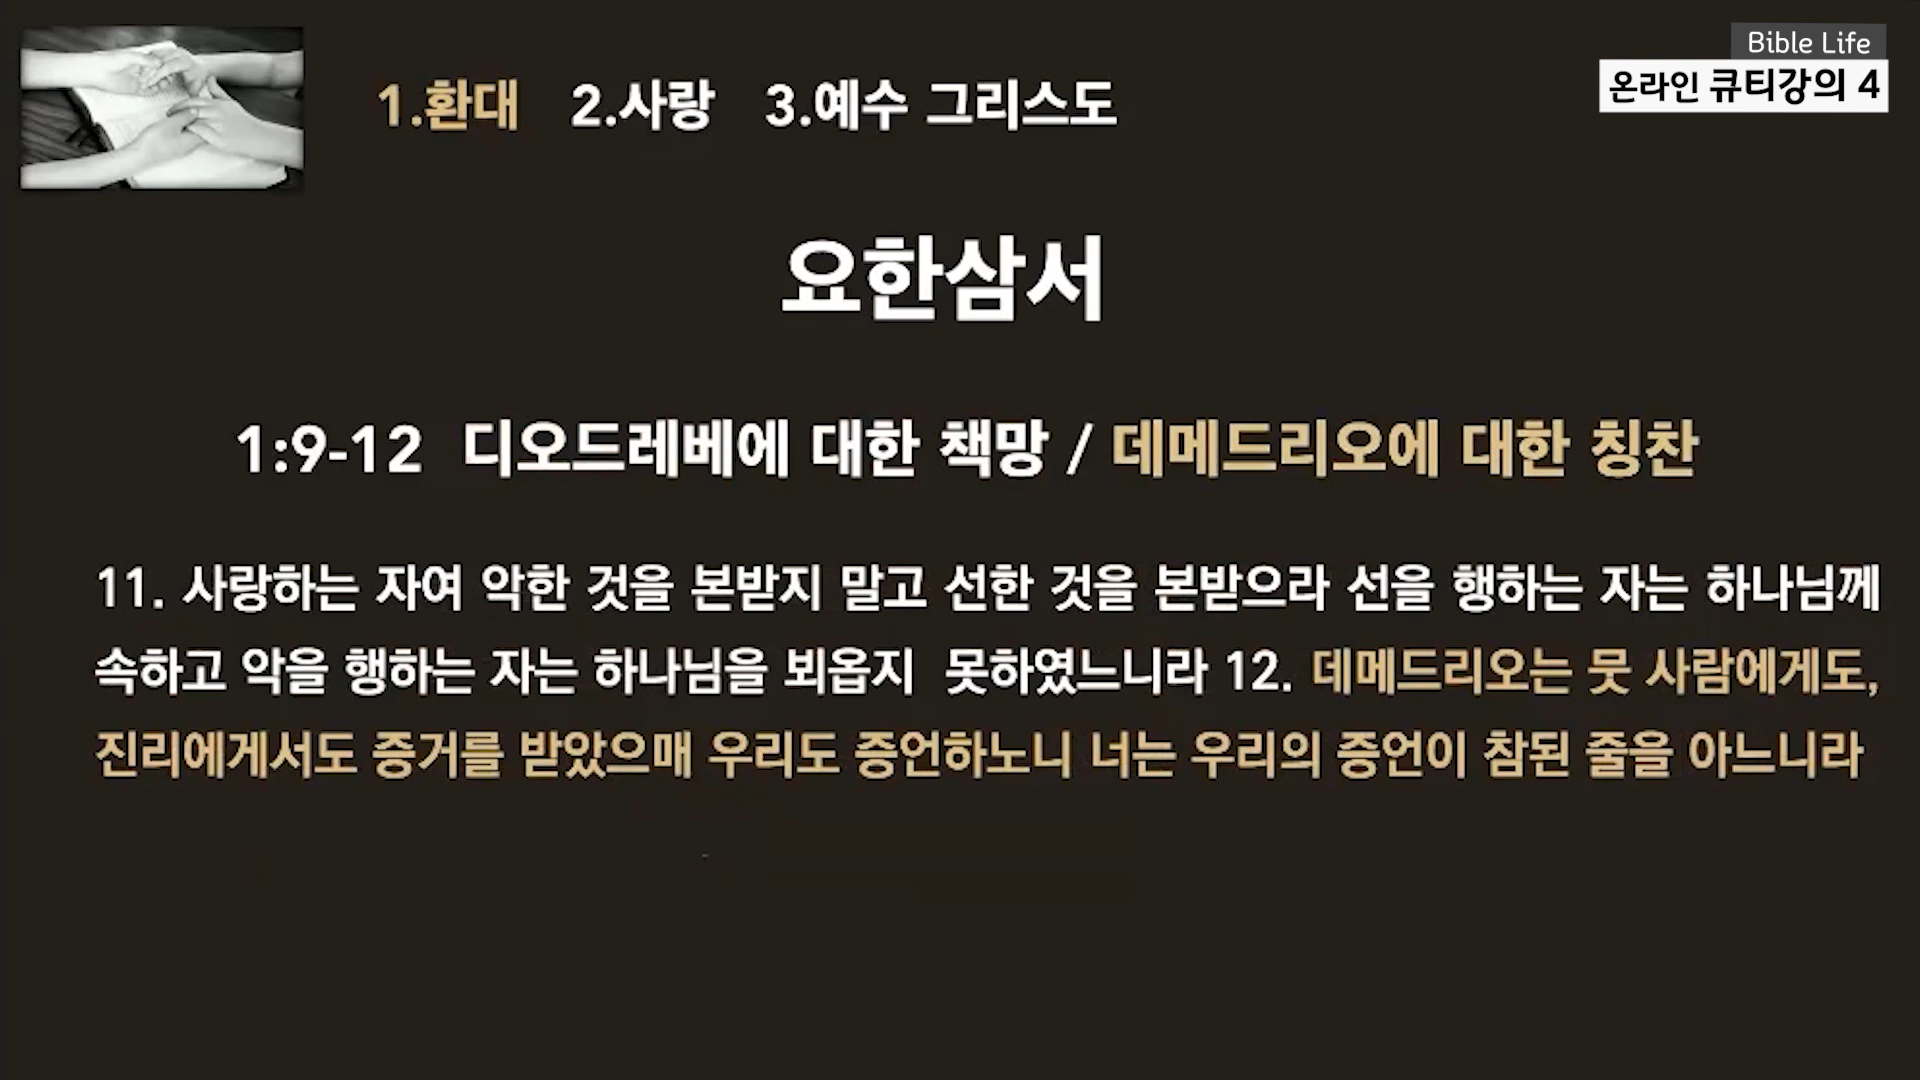 Bible Life
온라인 큐티강의 4
1.환대 2.사랑 3.예수 그리스도
요한삼서
1:9-12 디오드레베에 대한 책망 / 데메드리오에 대한 칭찬
11. 사랑하는 자여 악한 것을 본받지 말고 선한 것을 본받으라 선을 행하는 자는 하나님께
속하고 악을 행하는 자는 하나님을 뵈옵지 못하였느니라 12. 데메드리오는 뭇 사람에게도,
진리에게서도 증거를 받았으매 우리도 증언하노니 너는 우리의 증언이 참된 줄을 아느니라